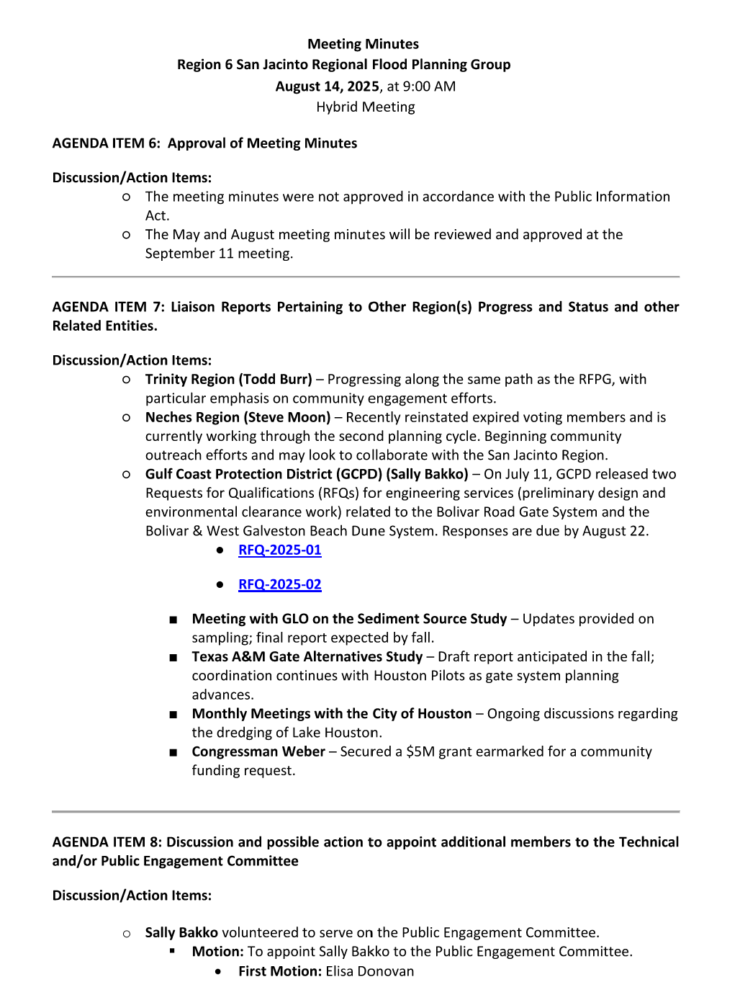 Meeting Minutes
Region 6 San Jacinto Regional Flood Planning Group
August 14, 2025, at 9:00 AM
Hybrid Meeting
AGENDA ITEM 6:  Approval of Meeting Minutes
Discussion/Action Items:
○ The meeting minutes were not approved in accordance with the Public Information
Act.
○ The May and August meeting minutes will be reviewed and approved at the
September 11 meeting.
AGENDA ITEM 7: Liaison Reports Pertaining to Other Region(s) Progress and Status and other
Related Entities.
Discussion/Action Items:
○ Trinity Region (Todd Burr) – Progressing along the same path as the RFPG, with
particular emphasis on community engagement efforts.
○ Neches Region (Steve Moon) – Recently reinstated expired voting members and is
currently working through the second planning cycle. Beginning community
outreach efforts and may look to collaborate with the San Jacinto Region.
○ Gulf Coast Protection District (GCPD) (Sally Bakko) – On July 11, GCPD released two
Requests for Qualifications (RFQs) for engineering services (preliminary design and
environmental clearance work) related to the Bolivar Road Gate System and the
Bolivar & West Galveston Beach Dune System. Responses are due by August 22.
● RFQ-2025-01
● RFQ-2025-02
■ Meeting with GLO on the Sediment Source Study – Updates provided on
sampling; final report expected by fall.
■ Texas A&M Gate Alternatives Study – Draft report anticipated in the fall;
coordination continues with Houston Pilots as gate system planning
advances.
■ Monthly Meetings with the City of Houston – Ongoing discussions regarding
the dredging of Lake Houston.
■ Congressman Weber – Secured a $5M grant earmarked for a community
funding request.
AGENDA ITEM 8: Discussion and possible action to appoint additional members to the Technical
and/or Public Engagement Committee
Discussion/Action Items:
○ Sally Bakko volunteered to serve on the Public Engagement Committee.
▪ Motion: To appoint Sally Bakko to the Public Engagement Committee.
• First Motion: Elisa Donovan